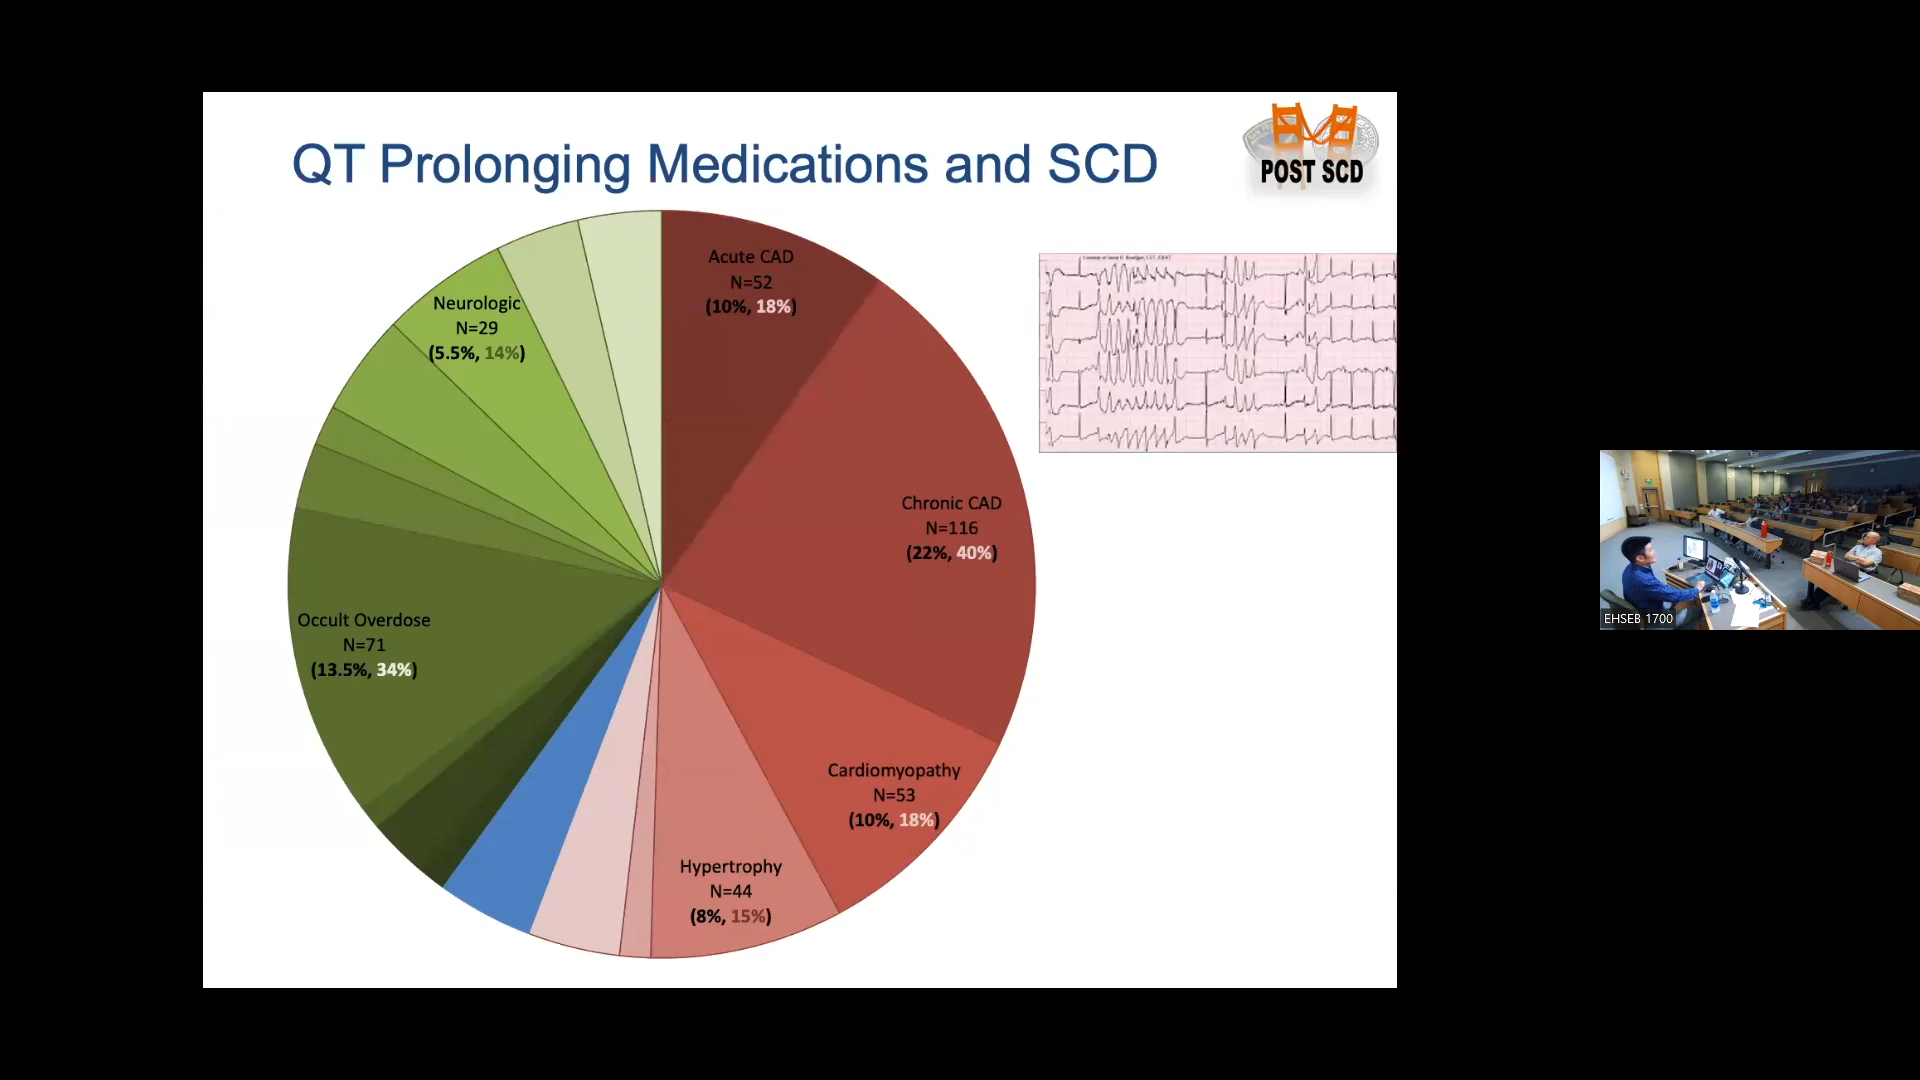 QT Prolonging Medications and SCD
POST SCD
Acute CAD
N=52
(10%, 18%)
Neurologic
N=29
(5.5%, 14%)
Chronic CAD
N=116
(22%, 40%)
Occult Overdose
N=71
(13.5%, 34%)
Cardiomyopathy
N=53
(10%, 18%)
Hypertrophy
N=44
(8%, 15%)
EHSEB 1700